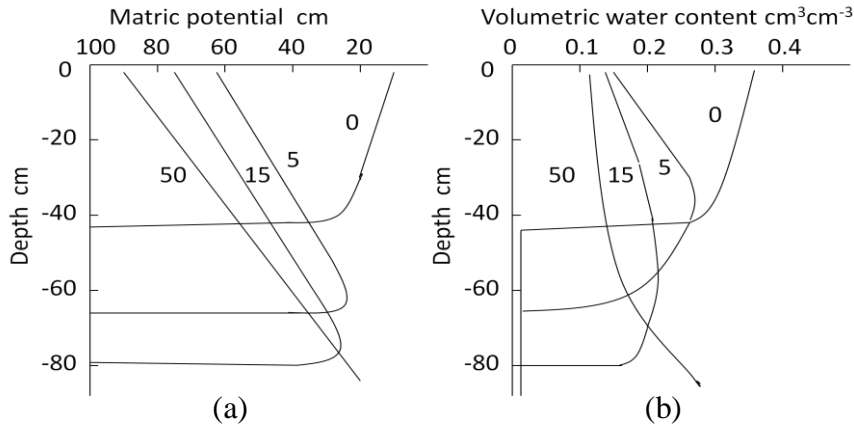 Matric potential cm
100 80 60 40 20
0
-20
-40
-60
-80
Depth cm
0
5
15
50
(a)
Volumetric water content cm³cm⁻³
0 0.1 0.2 0.3 0.4
0
-20
-40
-60
-80
Depth cm
0
5
15
50
(b)